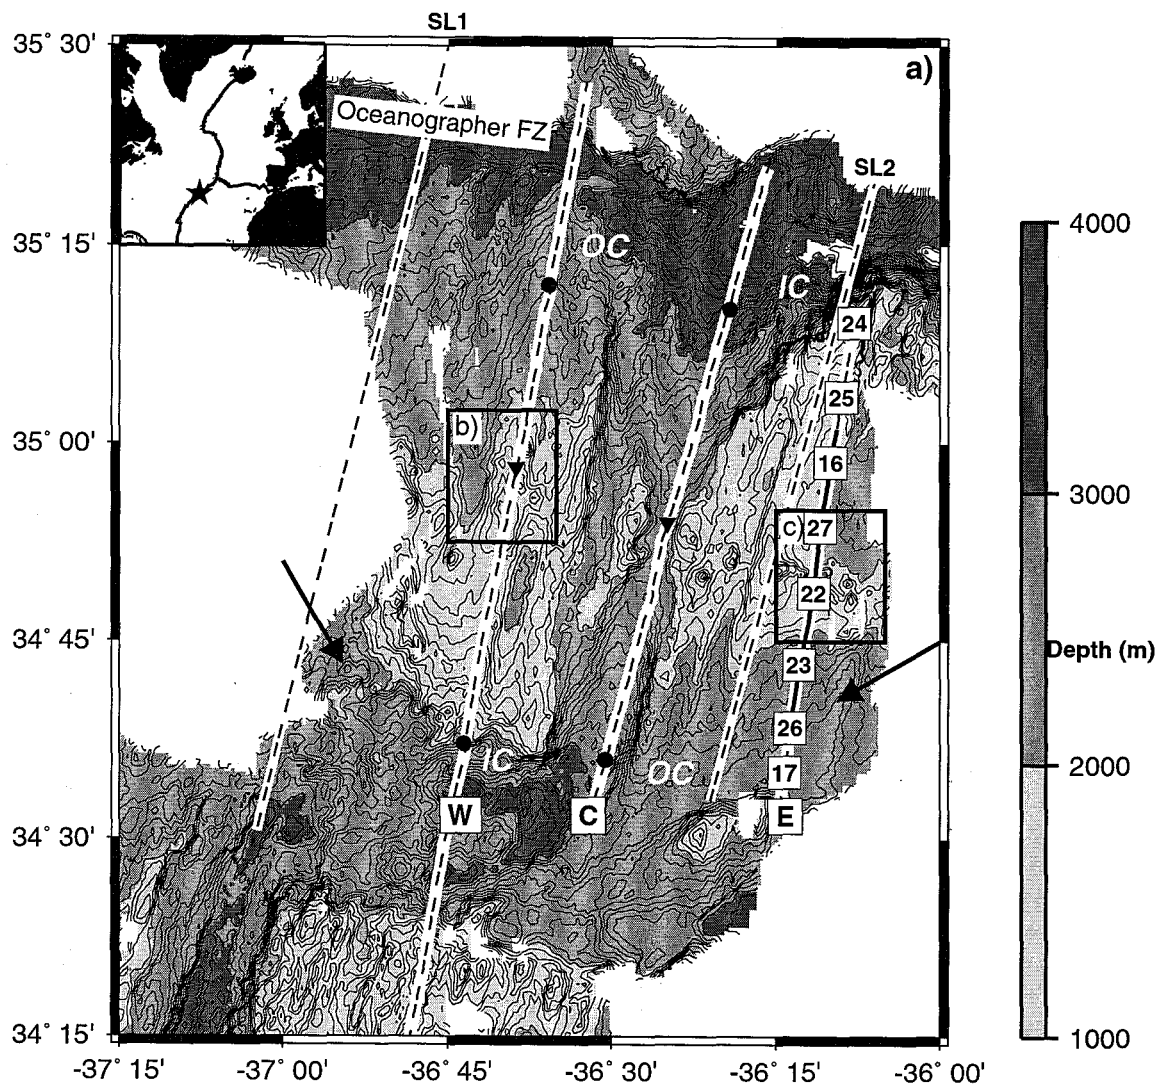 SL1
35° 30'
a)
Oceanographer FZ
SL2
35° 15'
OC
IC
4000
24
25
35° 00'
b)
16
3000
c)
27
22
34° 45'
23
Depth (m)
26
IC
OC
17
2000
W
C
E
34° 30'
34° 15'
1000
-37° 15'
-37° 00'
-36° 45'
-36° 30'
-36° 15'
-36° 00'